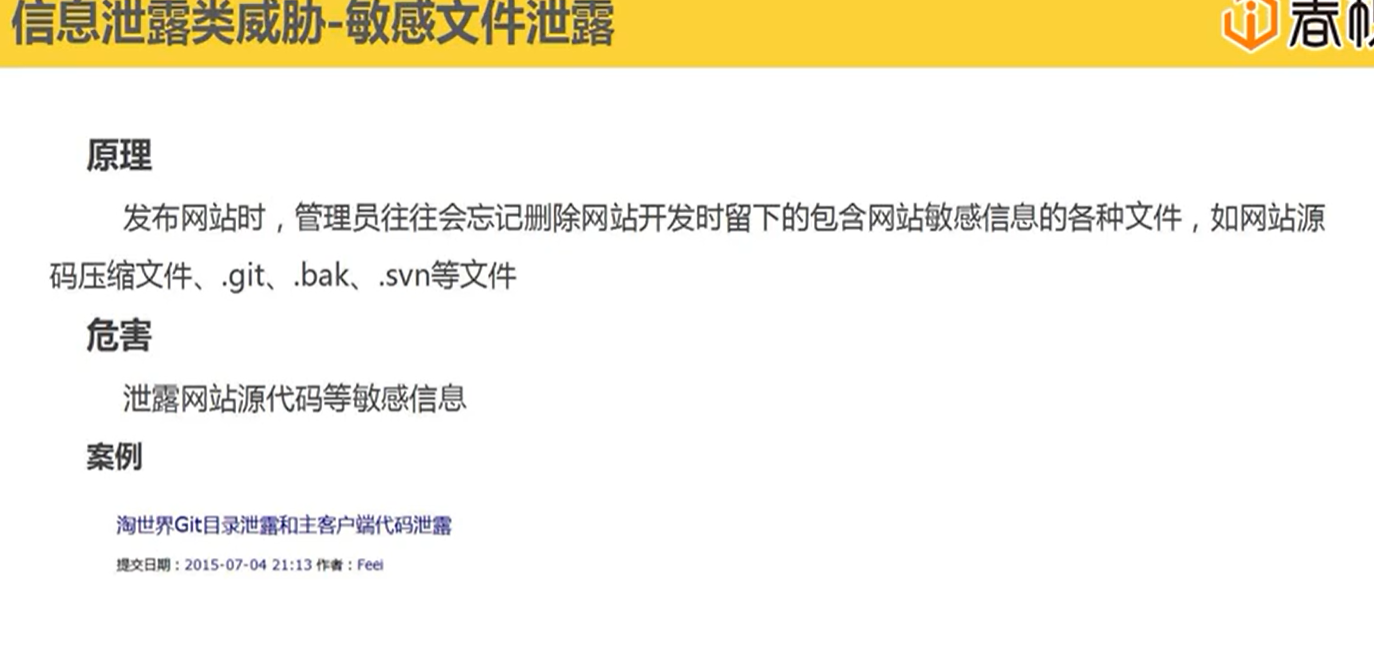 信息泄露类威胁-敏感文件泄露
春
原理
发布网站时，管理员往往会忘记删除网站开发时留下的包含网站敏感信息的各种文件，如网站源
码压缩文件、.git、.bak、.svn等文件
危害
泄露网站源代码等敏感信息
案例
淘世界Git目录泄露和主客户端代码泄露
提交日期：2015-07-04 21:13 作者：Feei